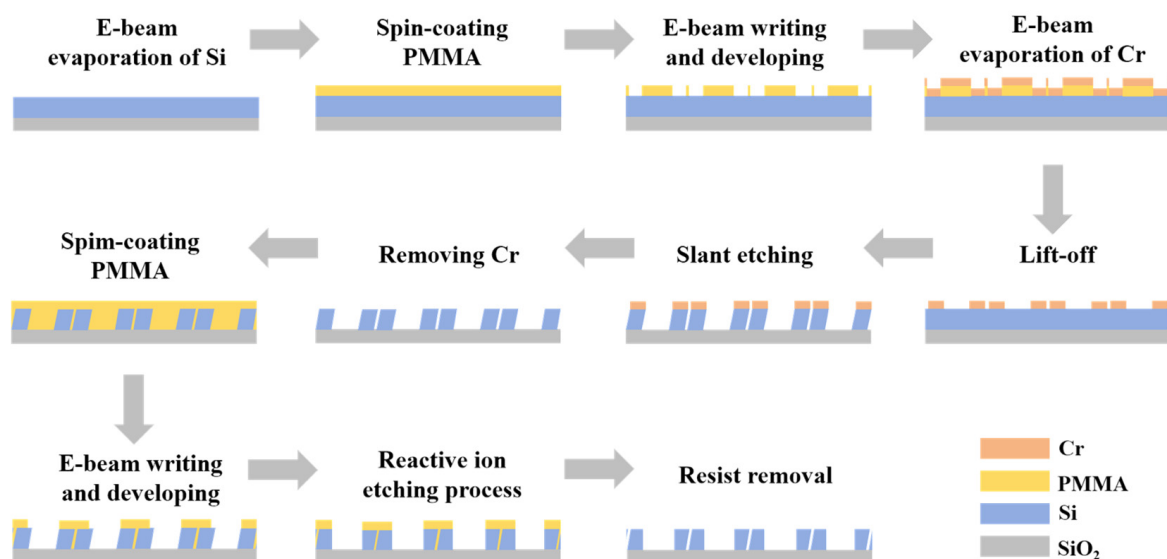 E-beam
evaporation of Si
Spin-coating
PMMA
E-beam writing
and developing
E-beam
evaporation of Cr
Spim-coating
PMMA
Removing Cr
Slant etching
Lift-off
E-beam writing
and developing
Reactive ion
etching process
Resist removal
Cr
PMMA
Si
SiO₂